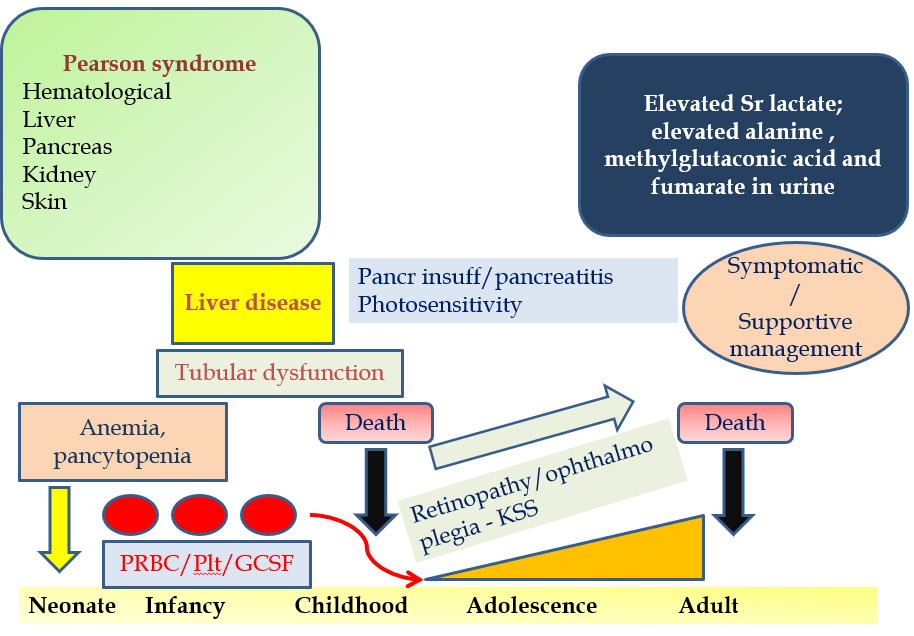 Pearson syndrome
Hematological
Liver
Pancreas
Kidney
Skin
Elevated Sr lactate;
elevated alanine ,
methylglutaconic acid and
fumarate in urine
Liver disease
Pancr insuff/pancreatitis
Photosensitivity
Symptomatic
/
Supportive
management
Tubular dysfunction
Anemia,
pancytopenia
Death
Retinopathy/ophthalmo
plegia - KSS
Death
PRBC/Plt/GCSF
Neonate Infancy Childhood Adolescence Adult